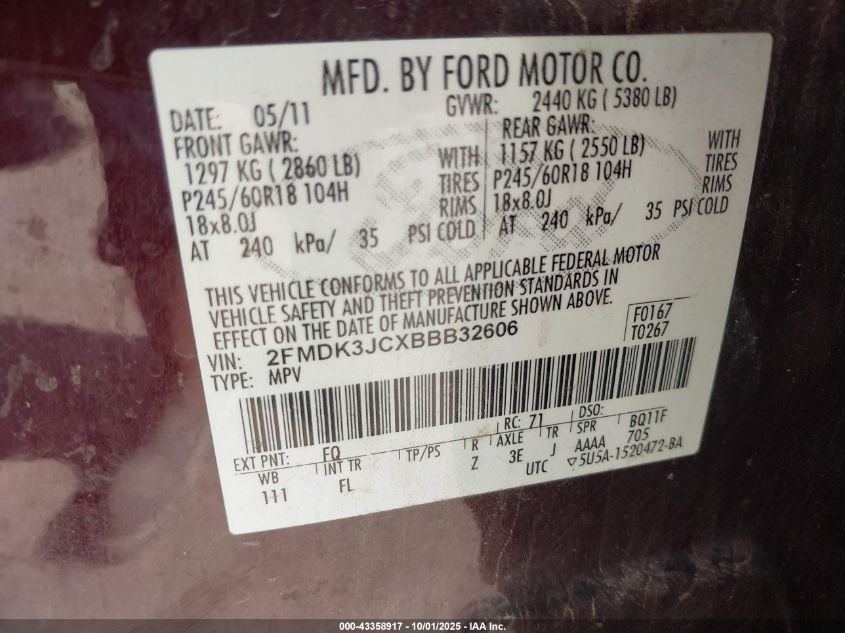 MFD. BY FORD MOTOR CO.
DATE: 05/11 GVWR: 2440 KG ( 5380 LB)
FRONT GAWR: REAR GAWR:
1297 KG ( 2860 LB) WITH 1157 KG ( 2550 LB) WITH
P245/60R18 104H TIRES P245/60R18 104H TIRES
18x8.0J RIMS 18x8.0J RIMS
AT 240 kPa/ 35 PSI COLD AT 240 kPa/ 35 PSI COLD
THIS VEHICLE CONFORMS TO ALL APPLICABLE FEDERAL MOTOR
VEHICLE SAFETY AND THEFT PREVENTION STANDARDS IN
EFFECT ON THE DATE OF MANUFACTURE SHOWN ABOVE.
VIN: 2FMDK3JCXBBB32606 F0167
TYPE: MPV T0267
EXT PNT: FQ RC: 71 DSO:
WB INT TR TP/PS R AXLE TR SPR BQ11F
111 FL Z 3E J AAAA 705
UTC ▽5U5A-1520472-BA
000-43358917 - 10/01/2025 - IAA Inc.